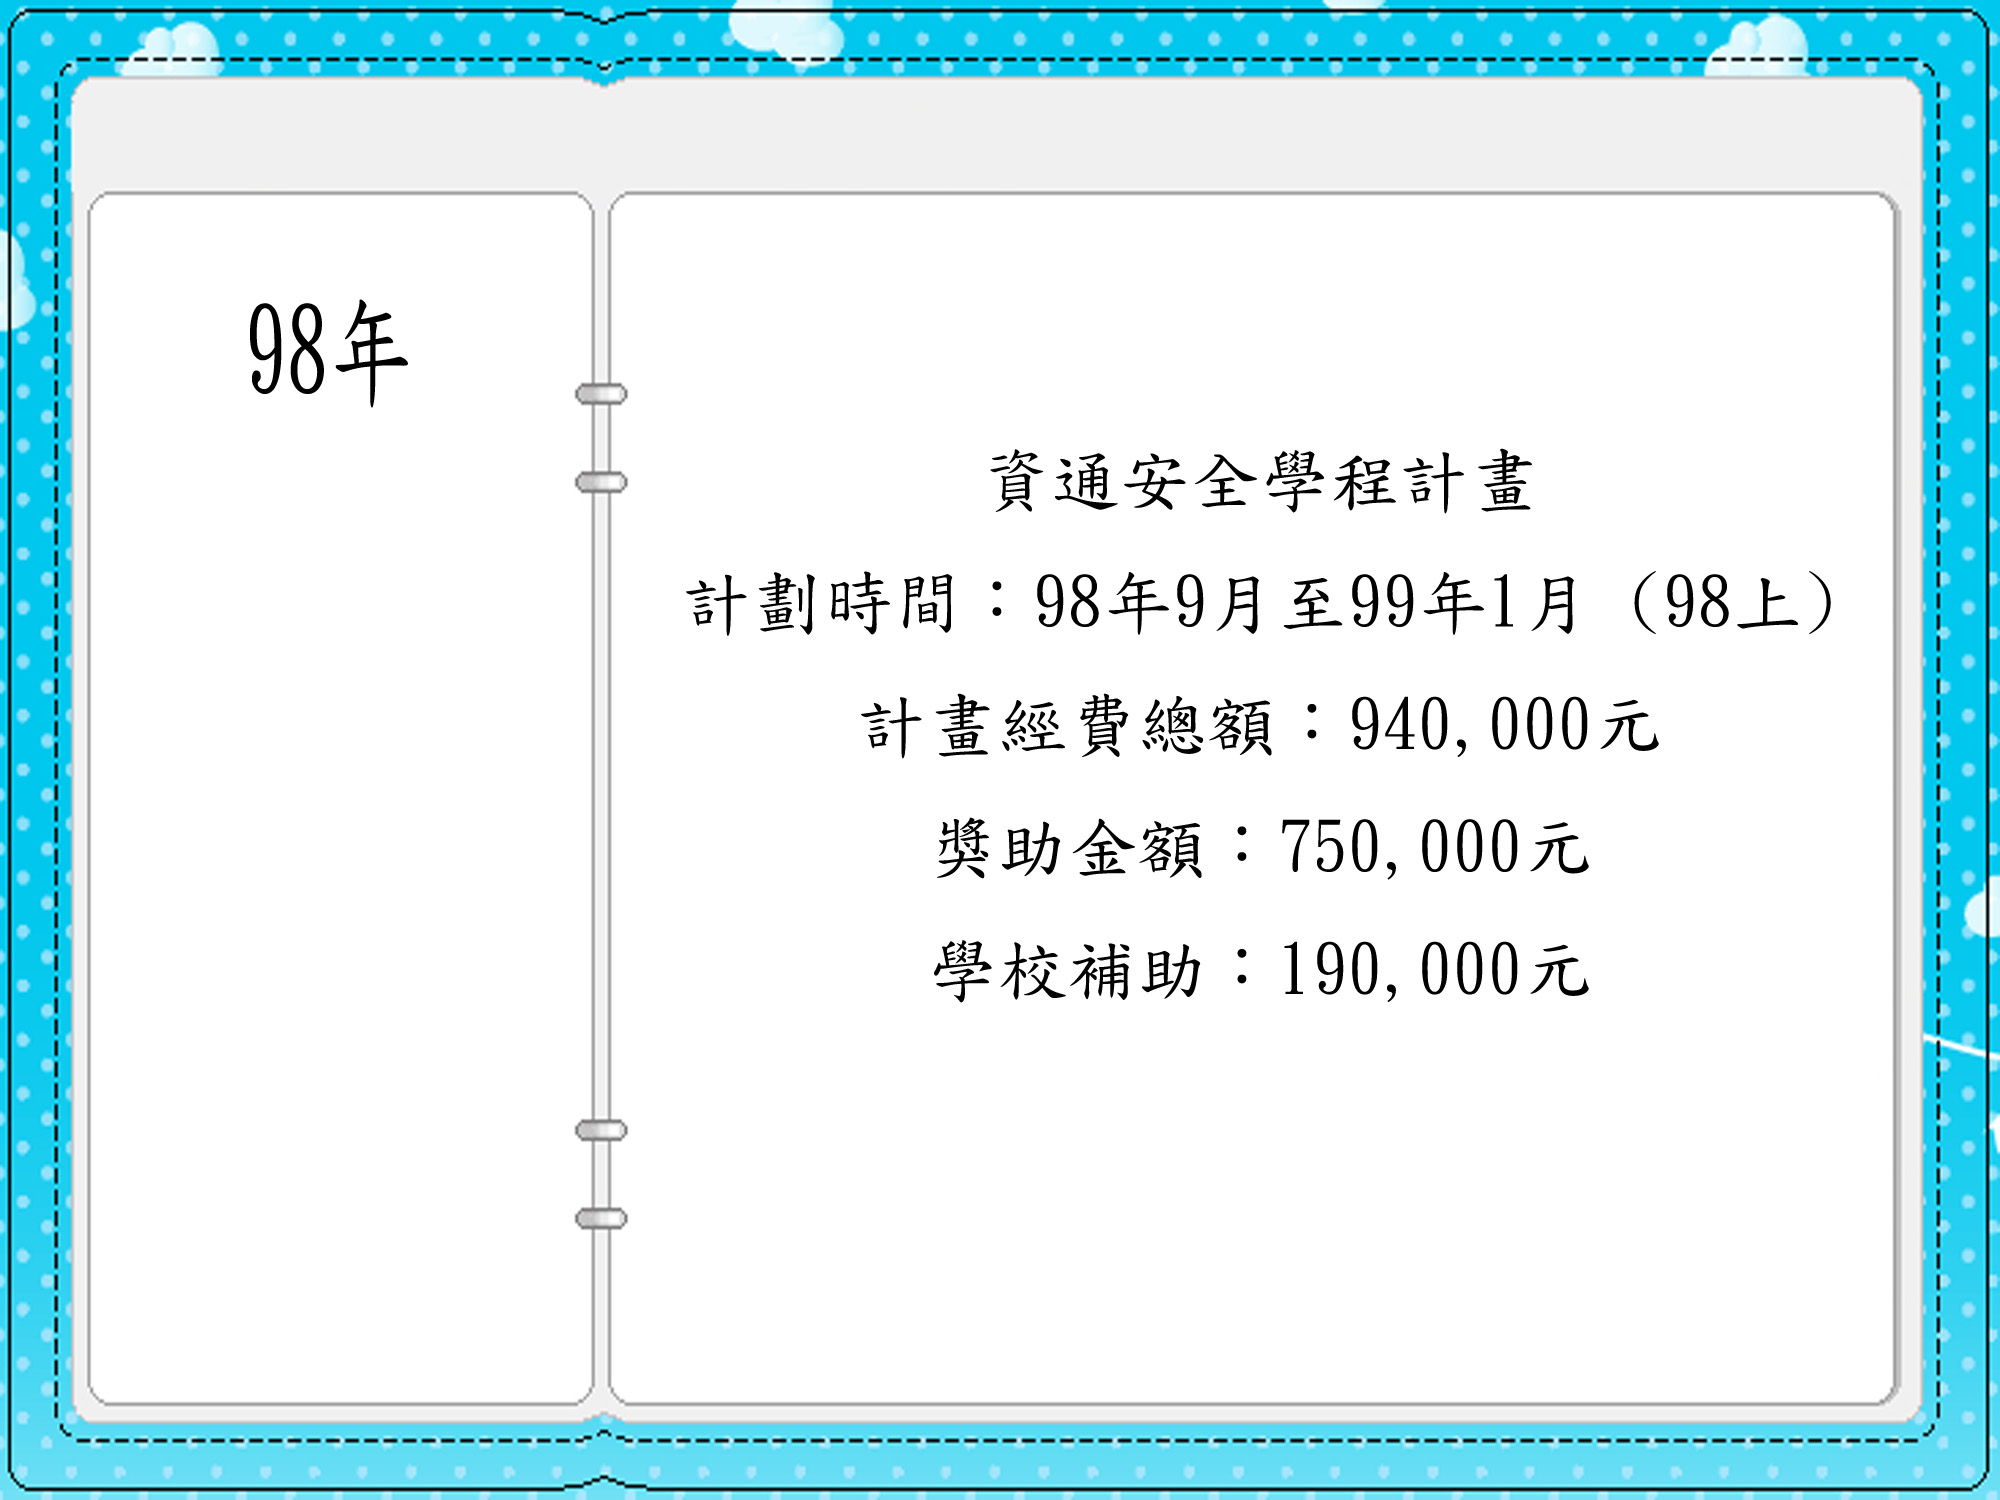 98年
資通安全學程計畫
計劃時間：98年9月至99年1月（98上）
計畫經費總額：940,000元
獎助金額：750,000元
學校補助：190,000元